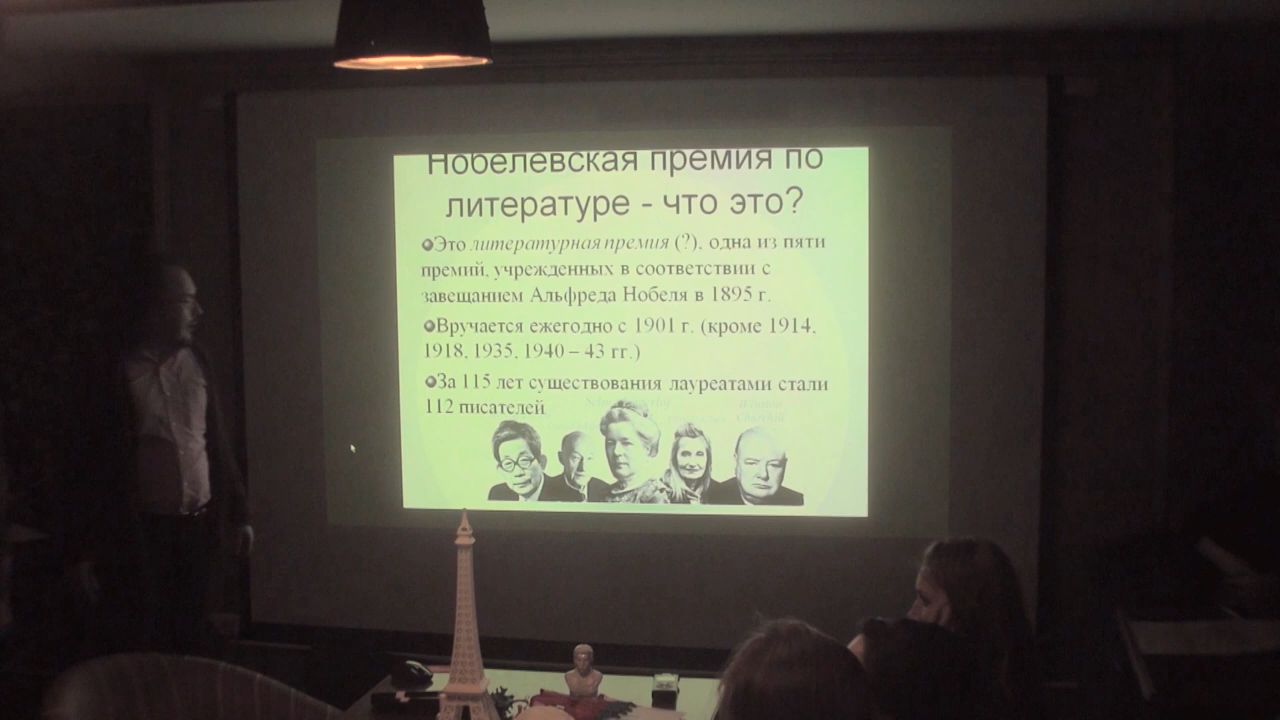 Нобелевская премия по
литературе - что это?
Это литературная премия (?), одна из пяти
премий, учрежденных в соответствии с
завещанием Альфреда Нобеля в 1895 г.
Вручается ежегодно с 1901 г. (кроме 1914,
1918, 1935, 1940 – 43 гг.)
За 115 лет существования лауреатами стали
112 писателей